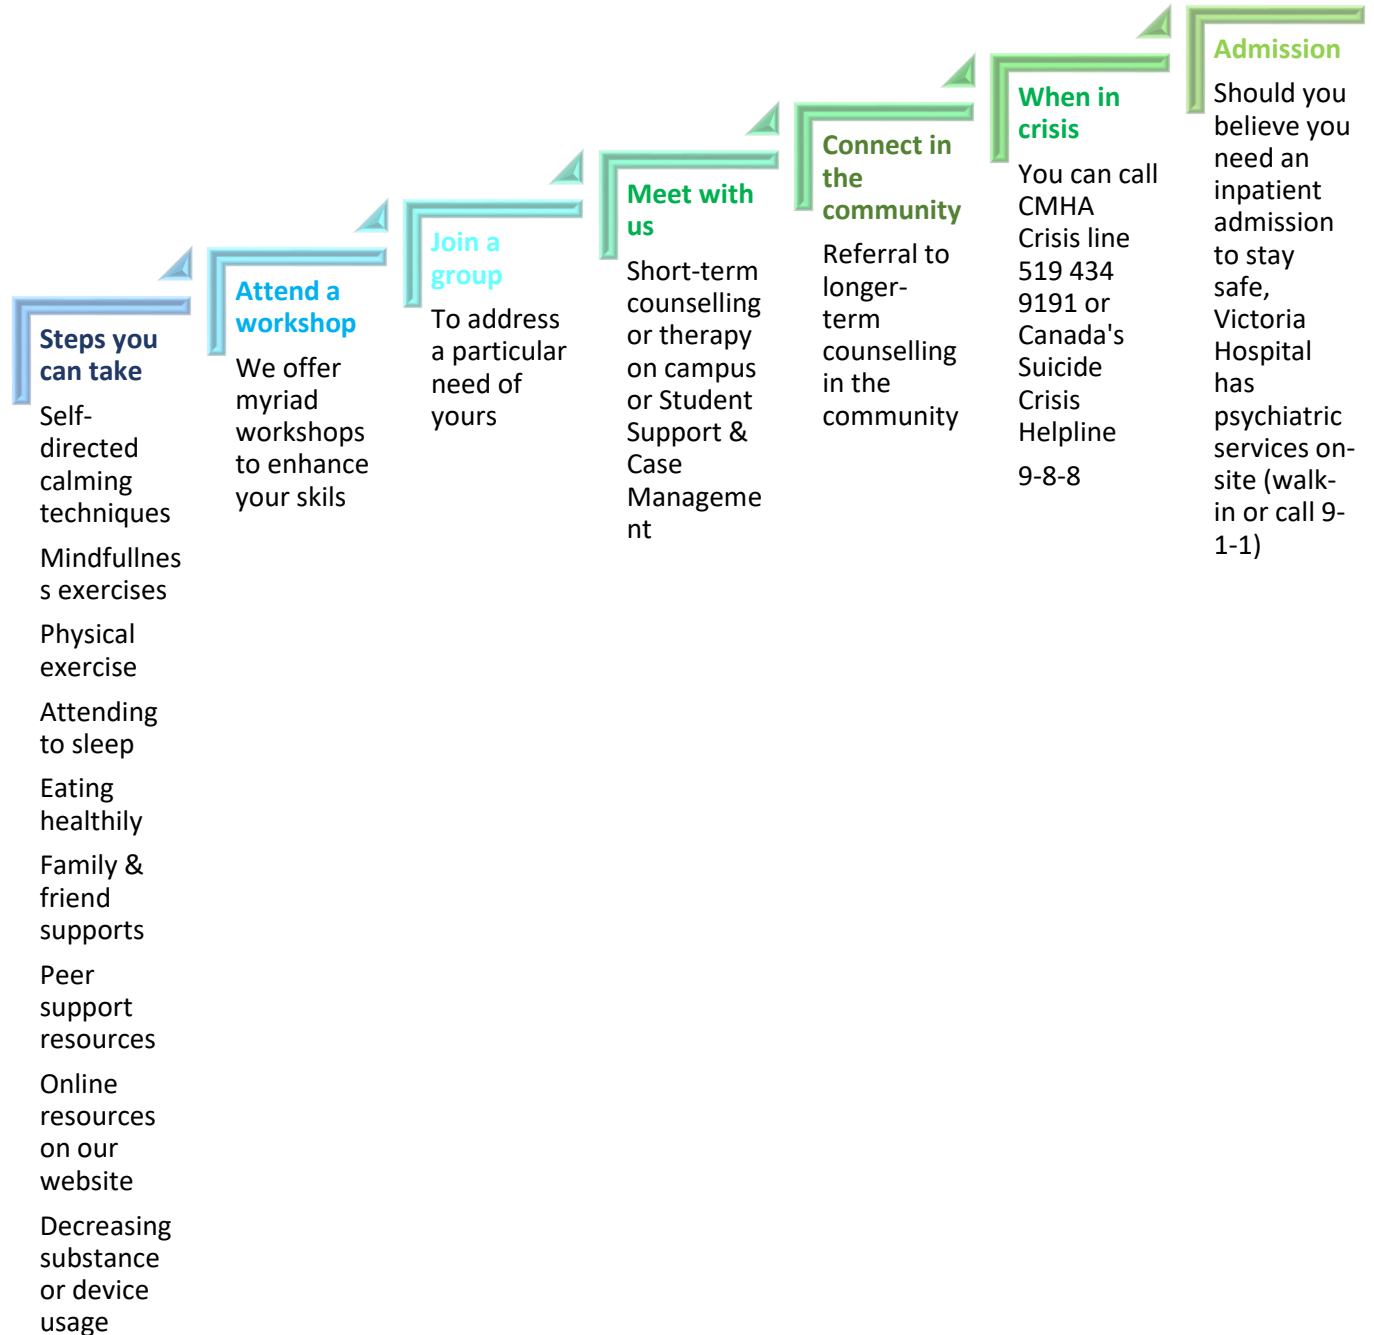 Steps you
can take
Self-
directed
calming
techniques
Mindfullnes
s exercises
Physical
exercise
Attending
to sleep
Eating
healthily
Family &
friend
supports
Peer
support
resources
Online
resources
on our
website
Decreasing
substance
or device
usage
Attend a
workshop
We offer
myriad
workshops
to enhance
your skils
Join a
group
To address
a particular
need of
yours
Meet with
us
Short-term
counselling
or therapy
on campus
or Student
Support &
Case
Manageme
nt
Connect in
the
community
Referral to
longer-
term
counselling
in the
community
When in
crisis
You can call
CMHA
Crisis line
519 434
9191 or
Canada's
Suicide
Crisis
Helpline
9-8-8
Admission
Should you
believe you
need an
inpatient
admission
to stay
safe,
Victoria
Hospital
has
psychiatric
services on-
site (walk-
in or call 9-
1-1)